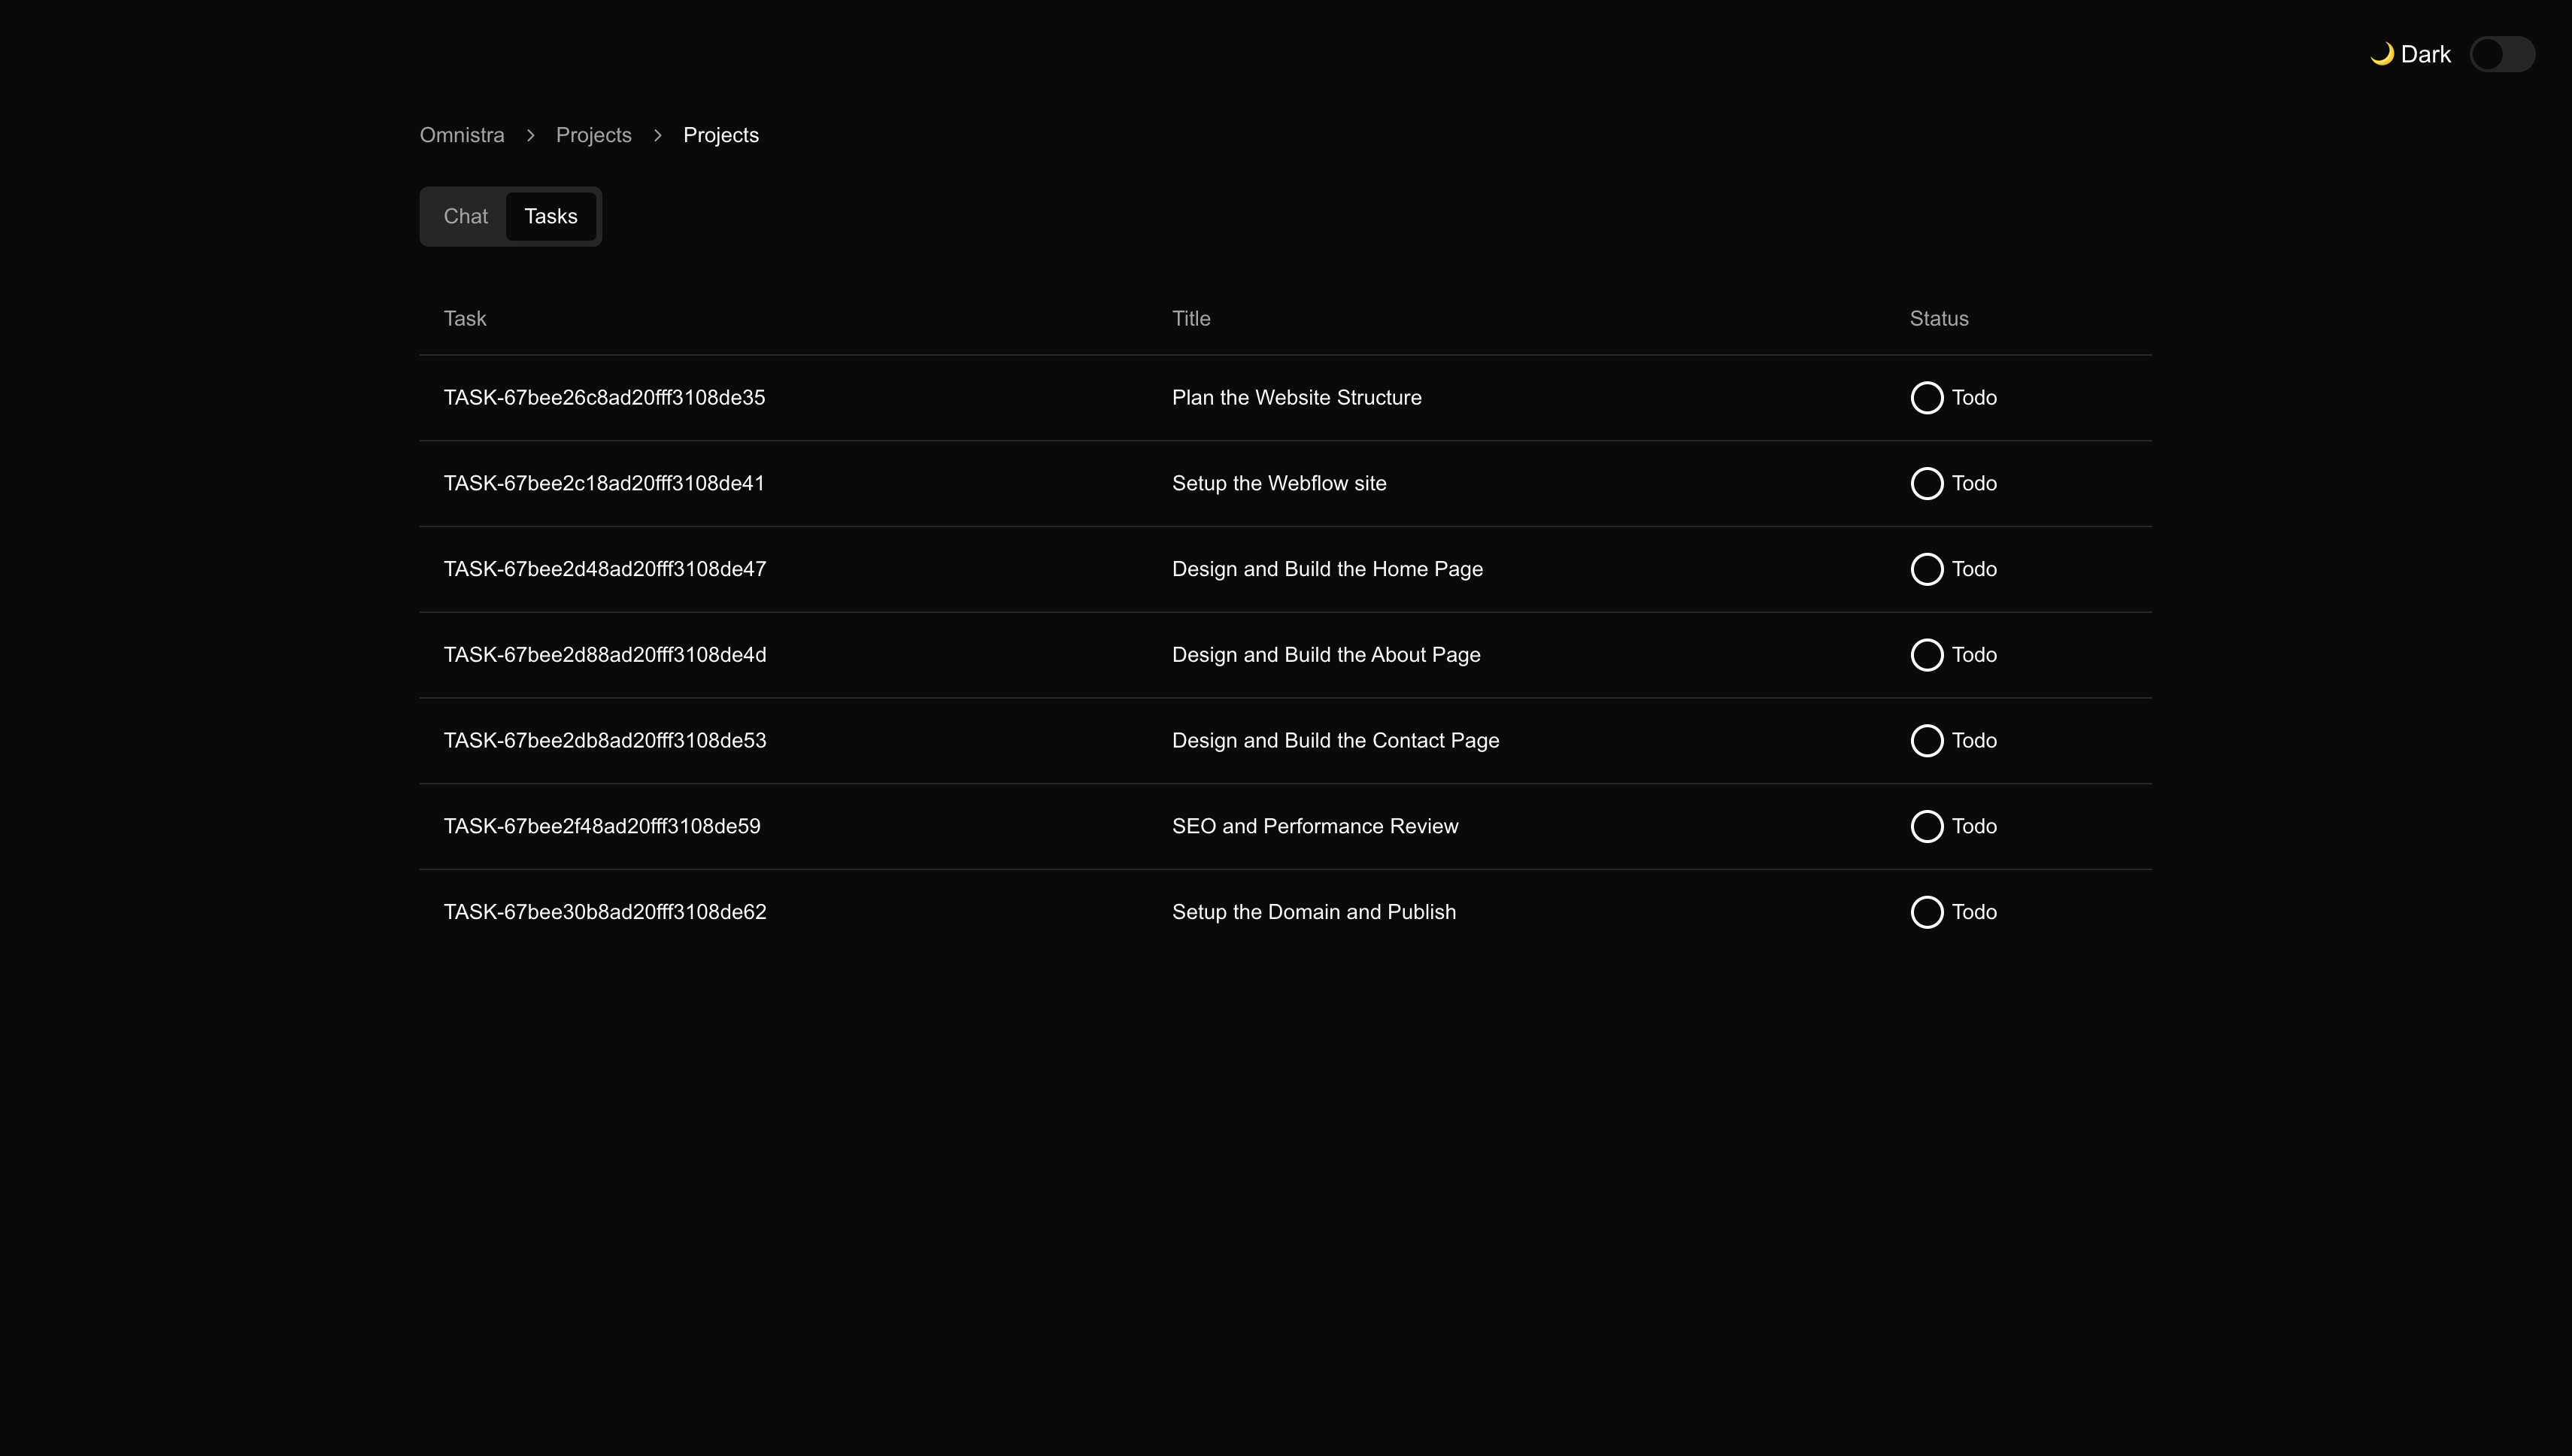 🌙 Dark
Omnistra > Projects > Projects
Chat Tasks
Task Title Status
TASK-67bee26c8ad20fff3108de35 Plan the Website Structure Todo
TASK-67bee2c18ad20fff3108de41 Setup the Webflow site Todo
TASK-67bee2d48ad20fff3108de47 Design and Build the Home Page Todo
TASK-67bee2d88ad20fff3108de4d Design and Build the About Page Todo
TASK-67bee2db8ad20fff3108de53 Design and Build the Contact Page Todo
TASK-67bee2f48ad20fff3108de59 SEO and Performance Review Todo
TASK-67bee30b8ad20fff3108de62 Setup the Domain and Publish Todo